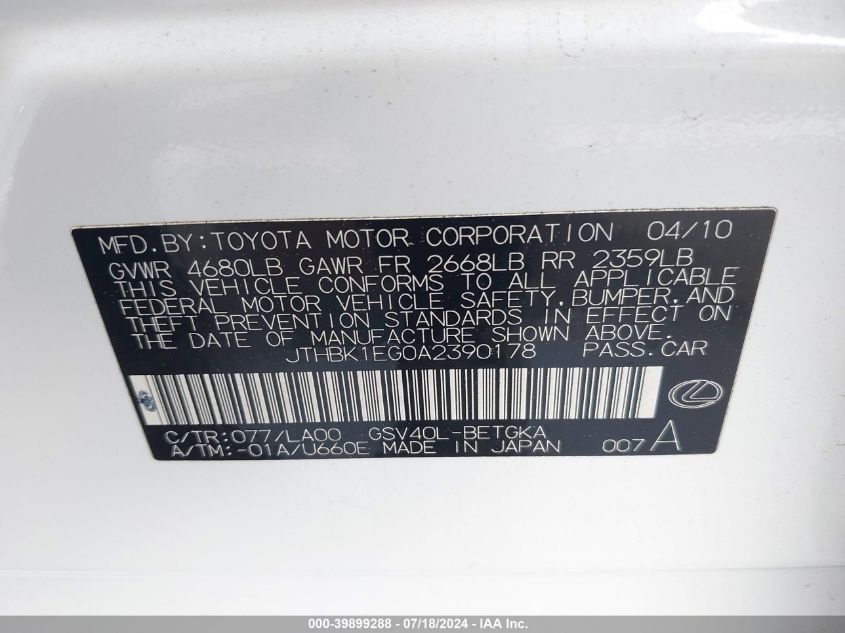 MFD.BY:TOYOTA MOTOR CORPORATION 04/10
GVWR 4680LB GAWR FR 2668LB RR 2359LB
THIS VEHICLE CONFORMS TO ALL APPLICABLE
FEDERAL MOTOR VEHICLE SAFETY,BUMPER,AND
THEFT PREVENTION STANDARDS IN EFFECT ON
THE DATE OF MANUFACTURE SHOWN ABOVE.
JTHBK1EG0A2390178 PASS.CAR
C/TR:077/LA00 GSV40L-BETGKA
A/TM:-01A/U660E MADE IN JAPAN 007A
000-39899288 - 07/18/2024 - IAA Inc.